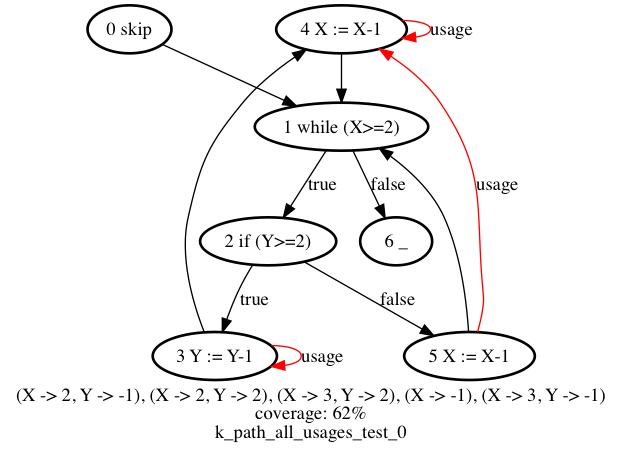 0 skip
4 X := X-1
usage
1 while (X>=2)
true
false
usage
2 if (Y>=2)
6 _
true
false
3 Y := Y-1
usage
5 X := X-1
(X -> 2, Y -> -1), (X -> 2, Y -> 2), (X -> 3, Y -> 2), (X -> -1), (X -> 3, Y -> -1)
coverage: 62%
k_path_all_usages_test_0